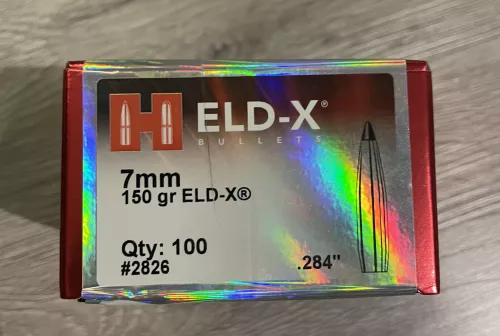 H ELD-X®
BULLETS
7mm
150 gr ELD-X®
Qty: 100
#2826
.284"